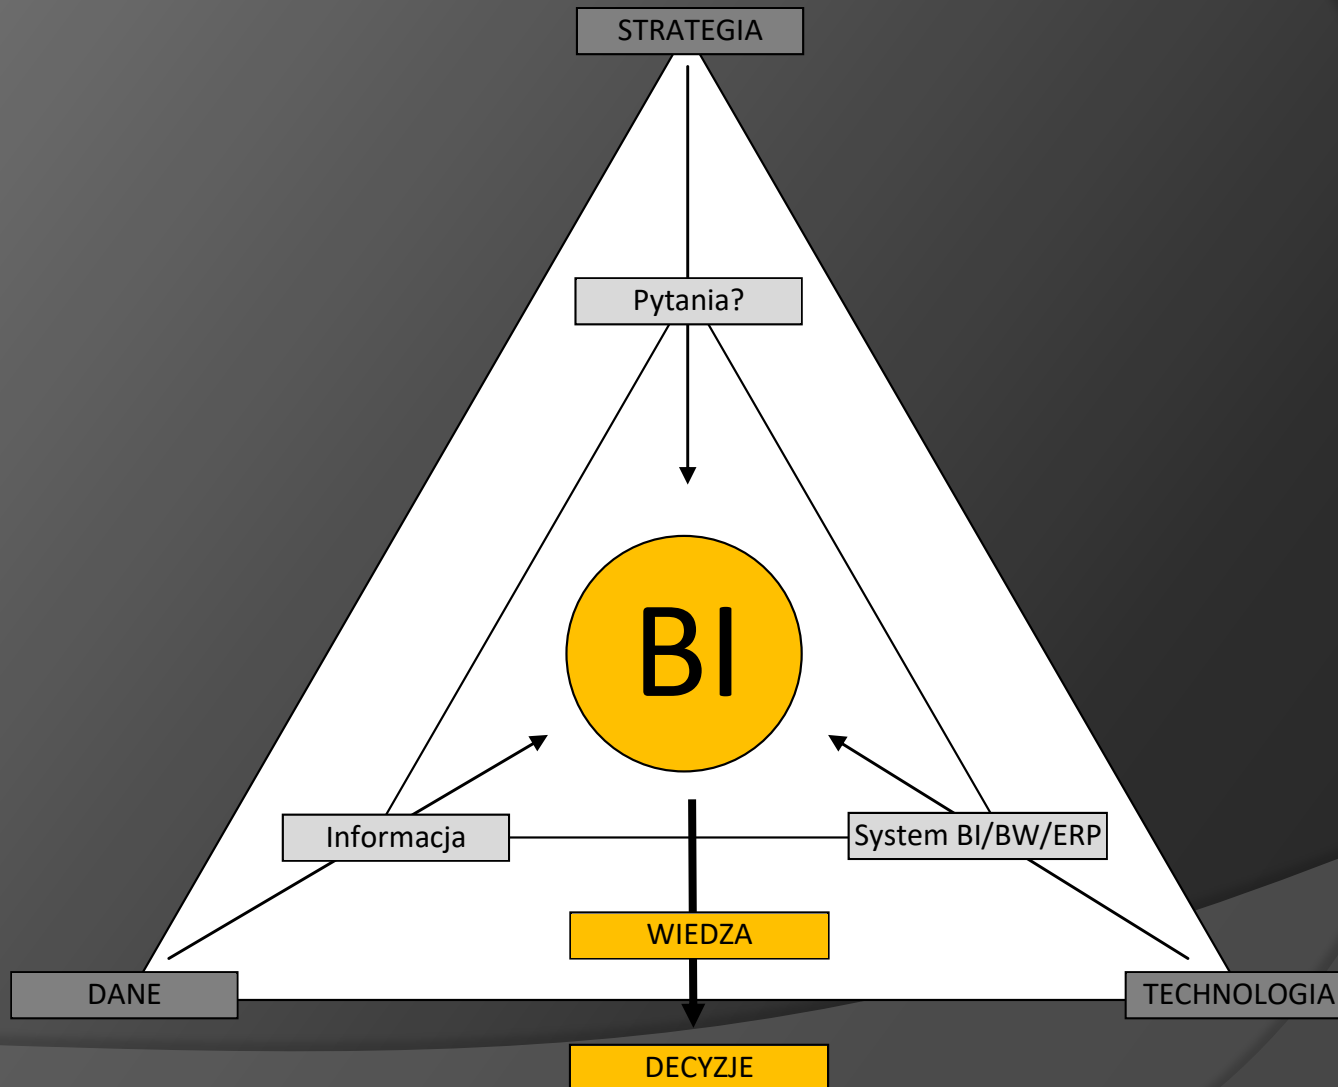 STRATEGIA
Pytania?
BI
Informacja
System BI/BW/ERP
WIEDZA
DANE
TECHNOLOGIA
DECYZJE